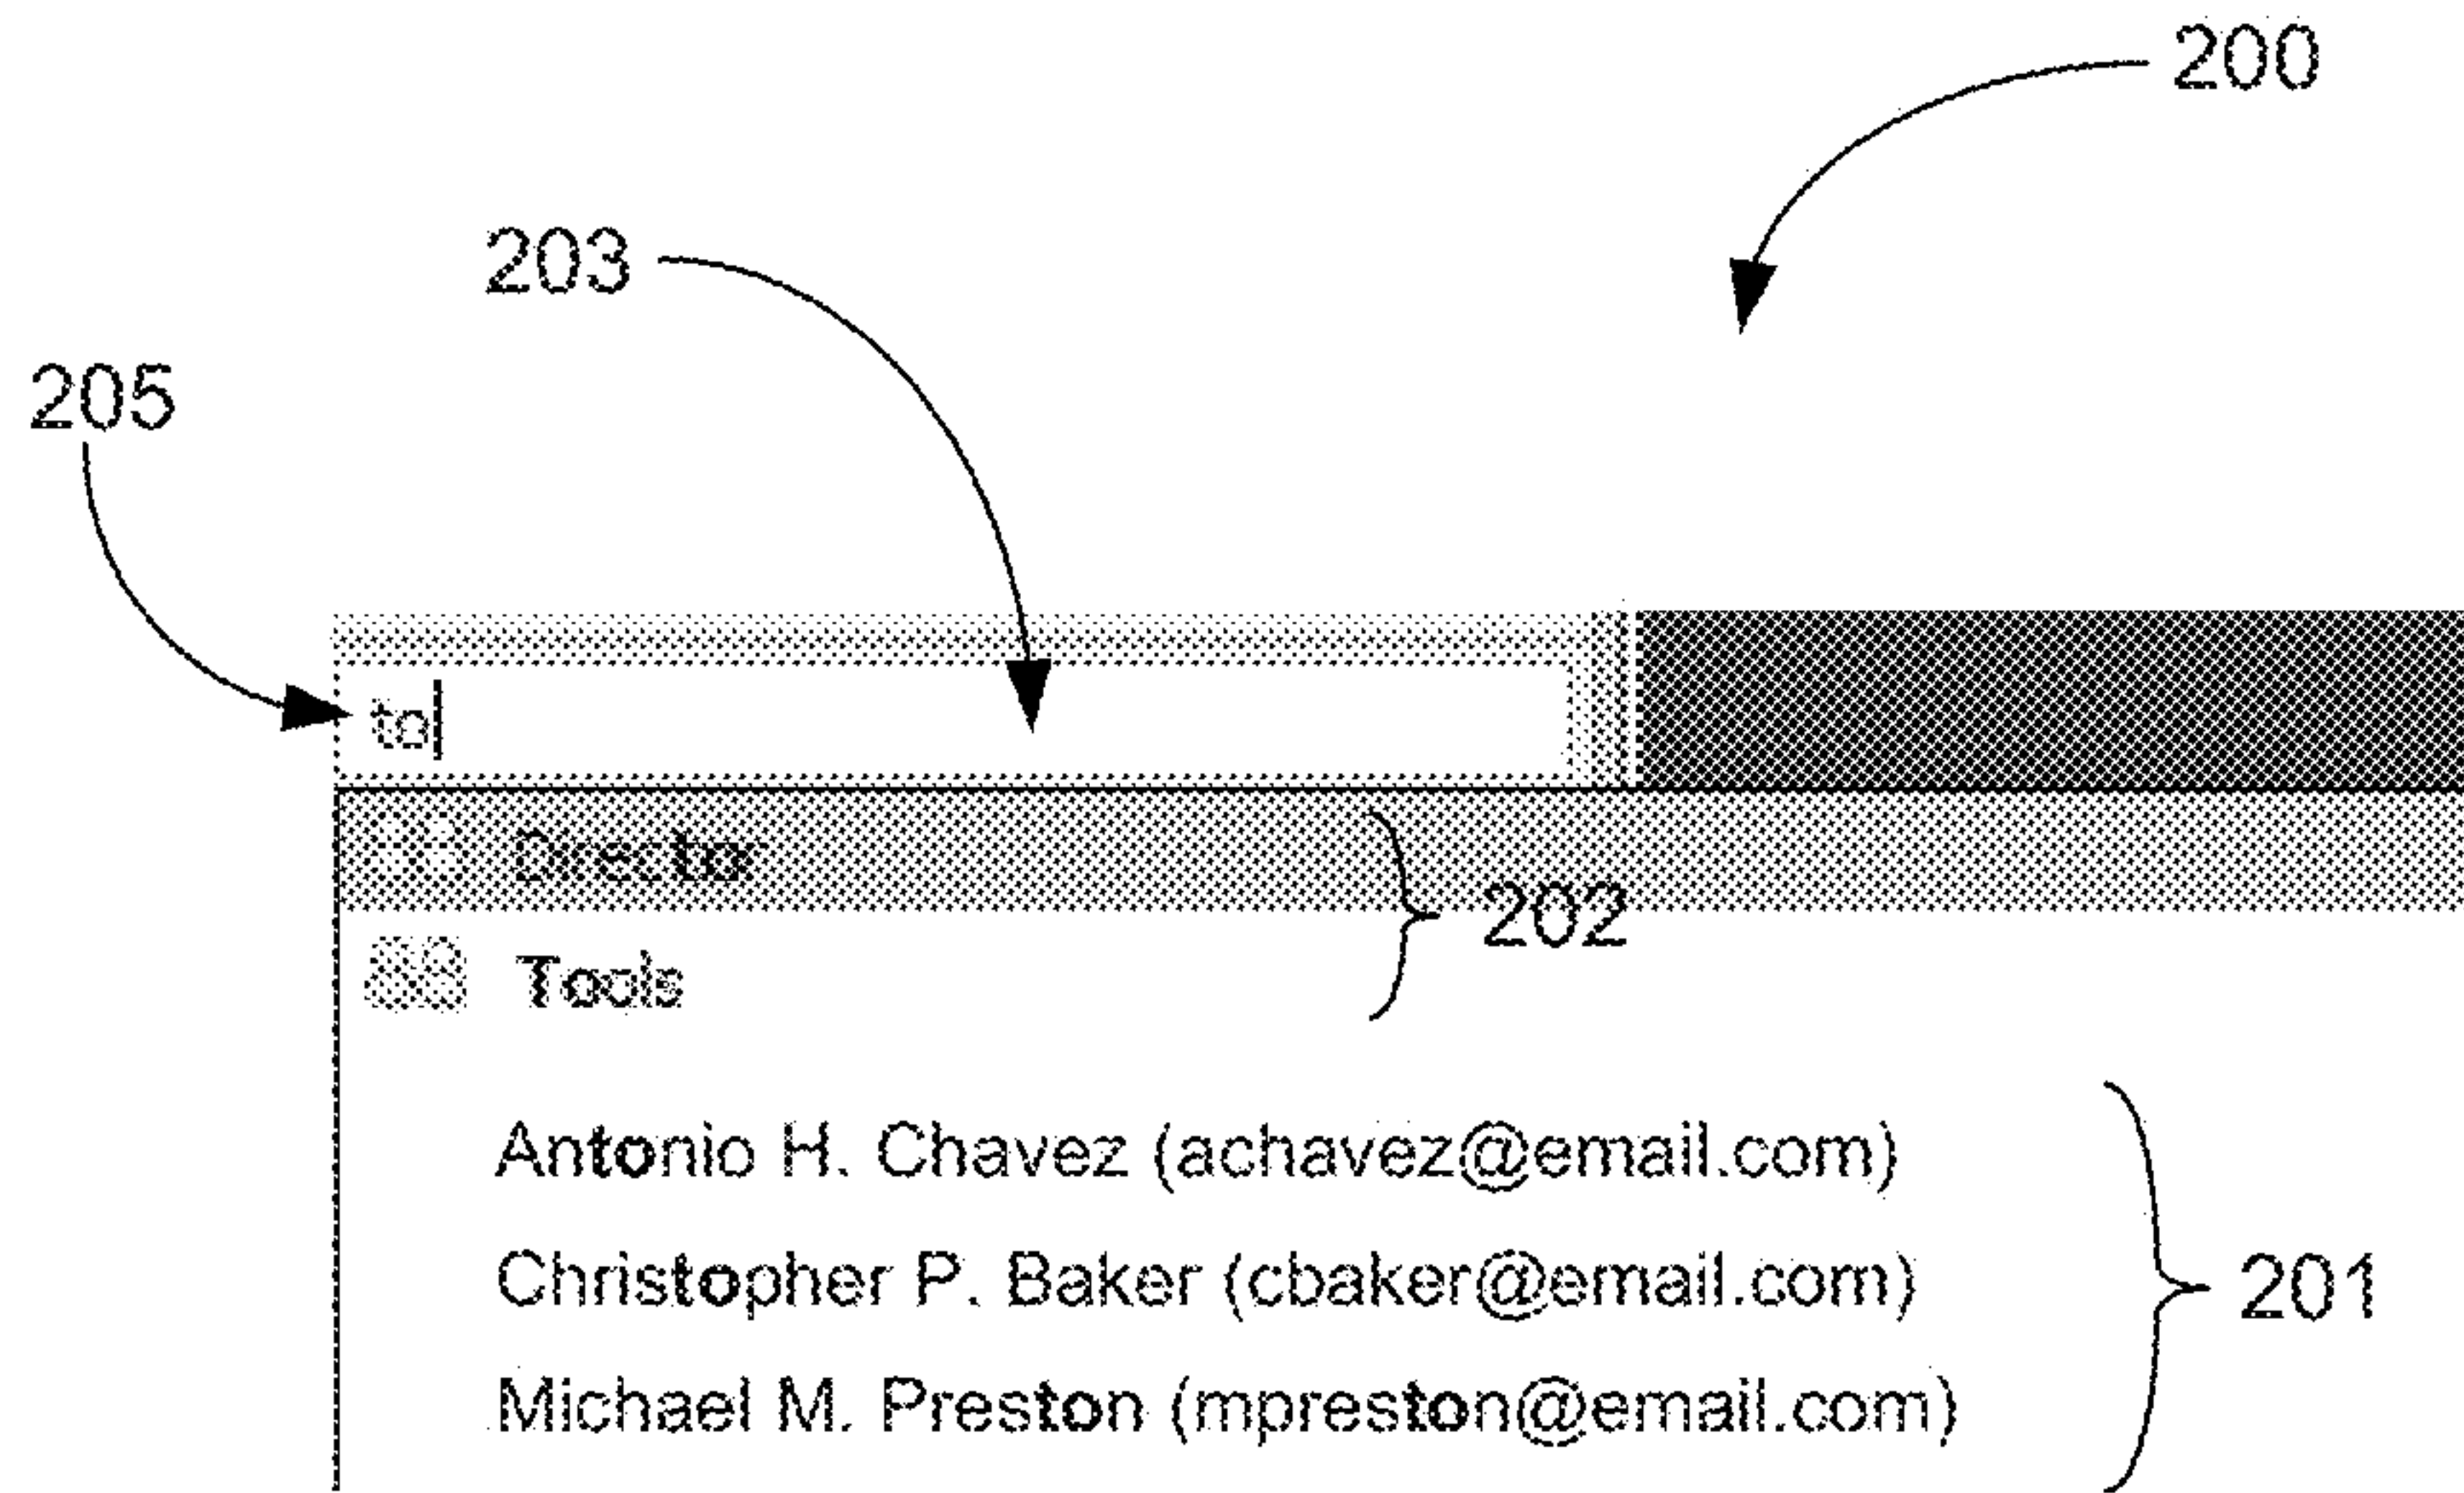 200
203
205
to
Director
202
Tools
Antonio H. Chavez (achavez@email.com)
Christopher P. Baker (cbaker@email.com)
201
Michael M. Preston (mpreston@email.com)